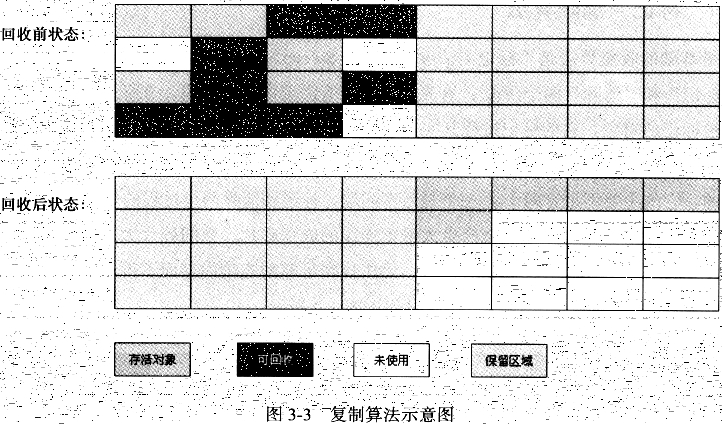 回收前状态:
回收后状态:
存活对象
可回收
未使用
保留区域
图 3-3 复制算法示意图